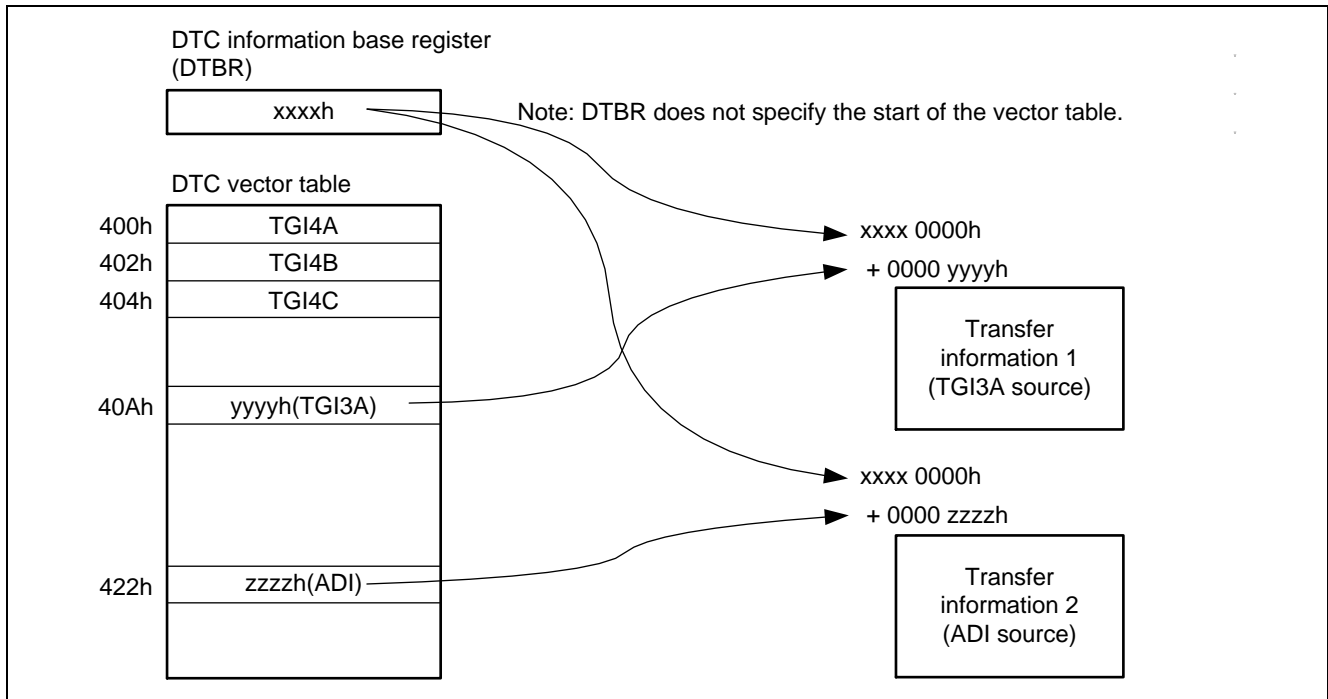 DTC information base register
(DTBR)
xxxxh
Note: DTBR does not specify the start of the vector table.
DTC vector table
400h TGI4A
402h TGI4B
404h TGI4C
40Ah yyyyh(TGI3A)
422h zzzzh(ADI)
xxxx 0000h
+ 0000 yyyyh
Transfer
information 1
(TGI3A source)
xxxx 0000h
+ 0000 zzzzh
Transfer
information 2
(ADI source)